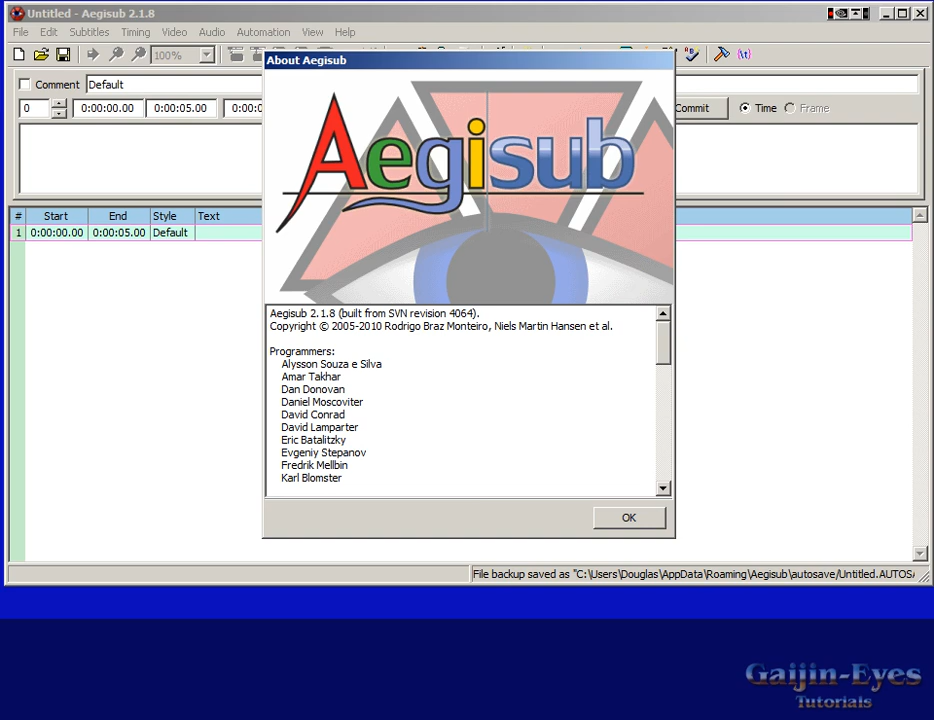 Untitled - Aegisub 2.1.8
File Edit Subtitles Timing Video Audio Automation View Help
100%
About Aegisub
Comment Default
0 0:00:00.00 0:00:05.00 0:00:0 Commit Time Frame
Aegisub
# Start End Style Text
1 0:00:00.00 0:00:05.00 Default
Aegisub 2.1.8 (built from SVN revision 4064).
Copyright © 2005-2010 Rodrigo Braz Monteiro, Niels Martin Hansen et al.
Programmers:
Alysson Souza e Silva
Amar Takhar
Dan Donovan
Daniel Moscoviter
David Conrad
David Lamparter
Eric Batalitzky
Evgeniy Stepanov
Fredrik Mellbin
Karl Blomster
OK
File backup saved as "C:\Users\Douglas\AppData\Roaming\Aegisub\autosave/Untitled.AUTOSA
Gaijin-Eyes
Tutorials